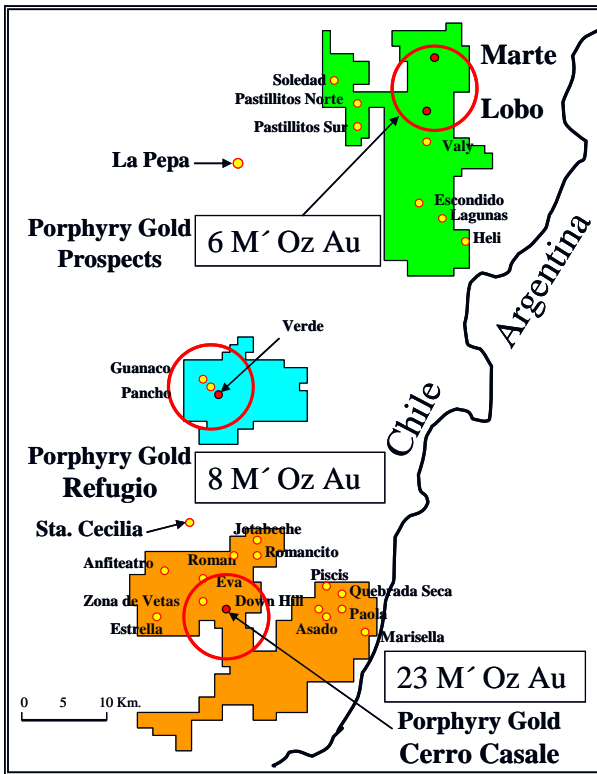 Marte
Soledad
Pastillitos Norte
Lobo
Pastillitos Sur
Valy
La Pepa
Escondido
Lagunas
Porphyry Gold
Prospects
6 M´ Oz Au
Heli
Argentina
Verde
Guanaco
Pancho
Chile
Porphyry Gold
Refugio
8 M´ Oz Au
Sta. Cecilia
Jotabeche
Roman
Romancito
Anfiteatro
Piscis
Eva
Quebrada Seca
Zona de Vetas
Down Hill
Paola
Estrella
Asado
Marisella
23 M´ Oz Au
0 5 10 Km.
Porphyry Gold
Cerro Casale